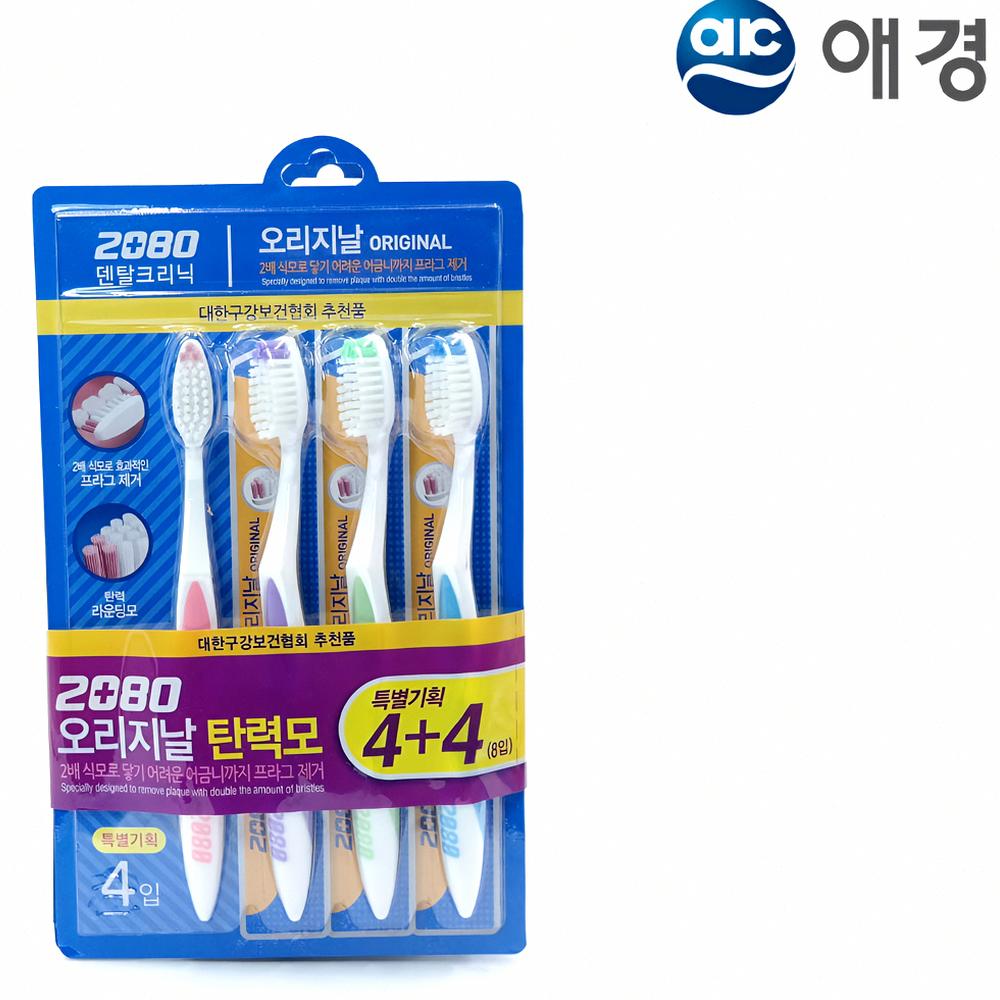 애경
2080
덴탈크리닉
오리지날 ORIGINAL
2배 식모로 닿기 어려운 어금니까지 프라그 제거
Specially designed to remove plaque with double the amount of bristles
대한구강보건협회 추천품
2배 식모로 효과적인
프라그 제거
탄력
라운딩모
ORIGINAL
ORIGINAL
ORIGINAL
대한구강보건협회 추천품
2080
오리지날 탄력모
2배 식모로 닿기 어려운 어금니까지 프라그 제거
Specially designed to remove plaque with double the amount of bristles
특별기획
4+4(8입)
특별기획
4입
2080
2080
2080
2080